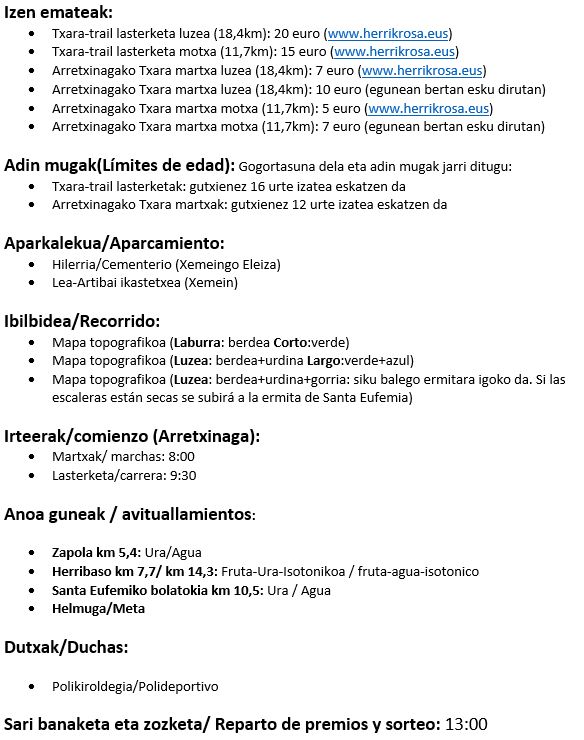 Izen emateak:
• Txara-trail lasterketa luzea (18,4km): 20 euro (www.herrikrosa.eus)
• Txara-trail lasterketa motxa (11,7km): 15 euro (www.herrikrosa.eus)
• Arretxinagako Txara martxa luzea (18,4km): 7 euro (www.herrikrosa.eus)
• Arretxinagako Txara martxa luzea (18,4km): 10 euro (egunean bertan esku dirutan)
• Arretxinagako Txara martxa motxa (11,7km): 5 euro (www.herrikrosa.eus)
• Arretxinagako Txara martxa motxa (11,7km): 7 euro (egunean bertan esku dirutan)
Adin mugak(Límites de edad): Gogortasuna dela eta adin mugak jarri ditugu:
• Txara-trail lasterketak: gutxienez 16 urte izatea eskatzen da
• Arretxinagako Txara martxak: gutxienez 12 urte izatea eskatzen da
Aparkalekua/Aparcamiento:
• Hilerria/Cementerio (Xemeingo Eleiza)
• Lea-Artibai ikastetxea (Xemein)
Ibilbidea/Recorrido:
• Mapa topografikoa (Laburra: berdea Corto:verde)
• Mapa topografikoa (Luzea: berdea+urdina Largo:verde+azul)
• Mapa topografikoa (Luzea: berdea+urdina+gorria: siku balego ermitara igoko da. Si las
escaleras están secas se subirá a la ermita de Santa Eufemia)
Irteerak/comienzo (Arretxinaga):
• Martxak/ marchas: 8:00
• Lasterketa/carrera: 9:30
Anoa guneak / avituallamientos:
• Zapola km 5,4: Ura/Agua
• Herribaso km 7,7/ km 14,3: Fruta-Ura-Isotonikoa / fruta-agua-isotonico
• Santa Eufemiko bolatokia km 10,5: Ura / Agua
• Helmuga/Meta
Dutxak/Duchas:
• Polikiroldegia/Polideportivo
Sari banaketa eta zozketa/ Reparto de premios y sorteo: 13:00